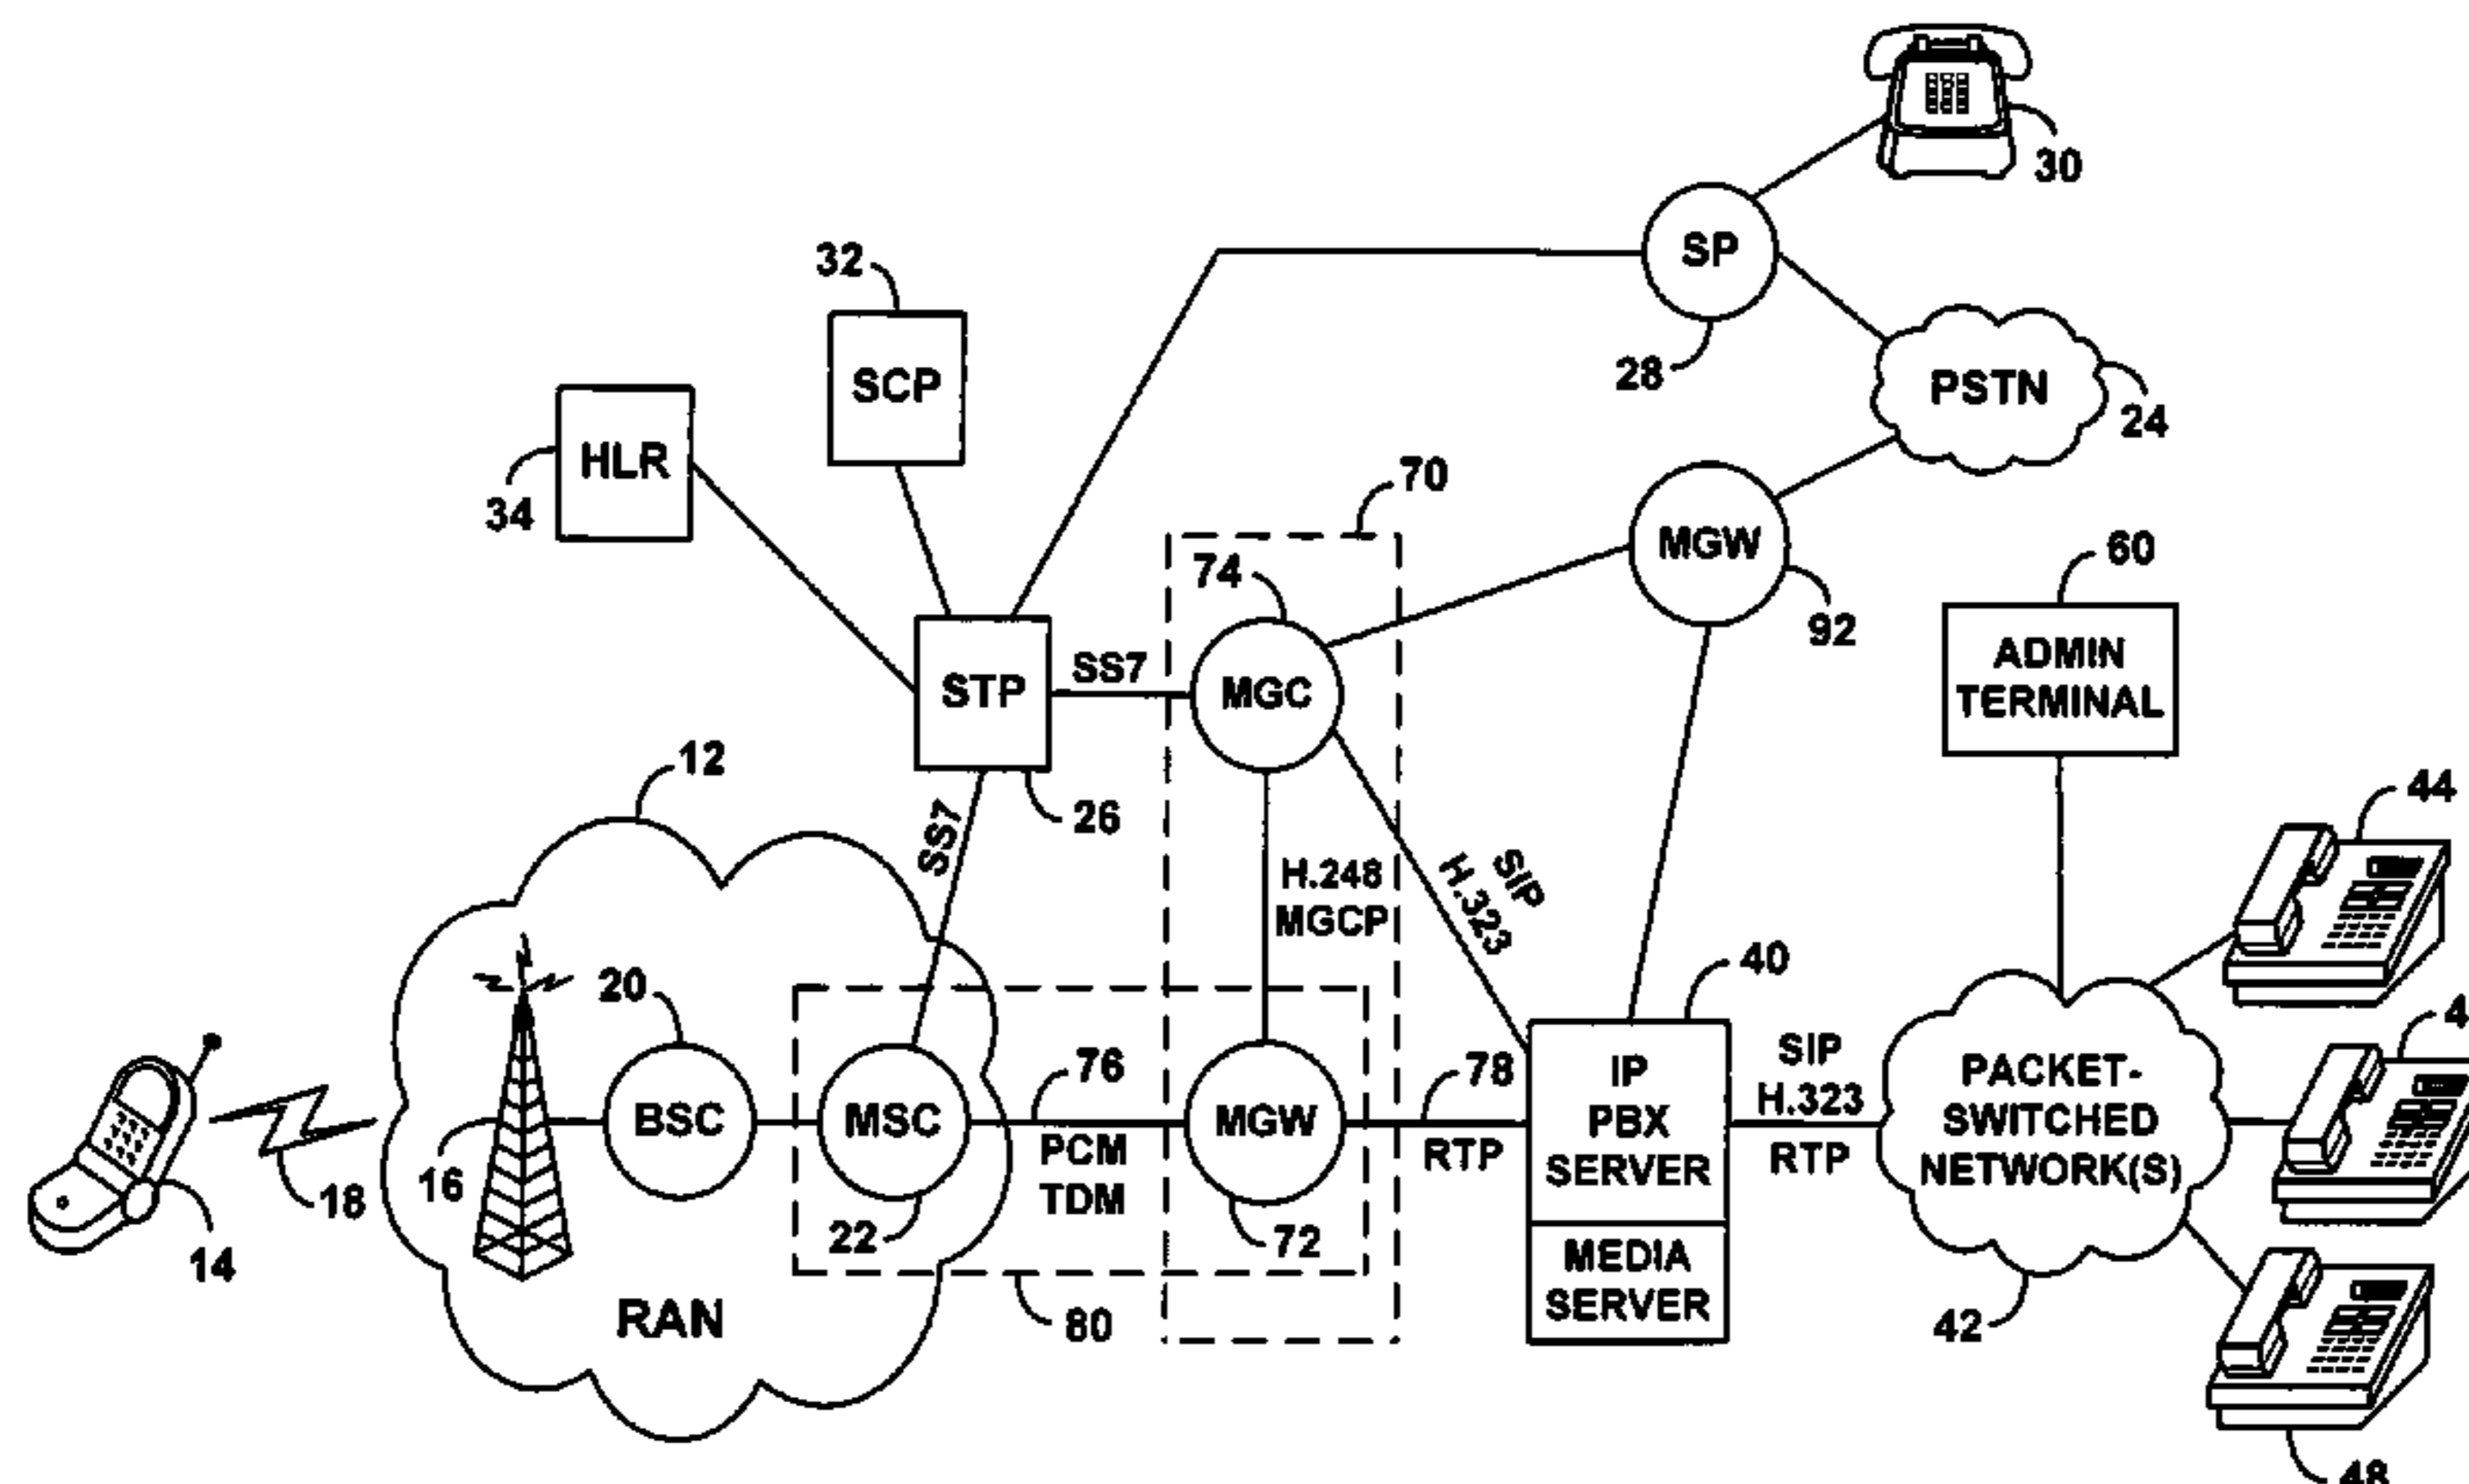 30
32
SP
SCP
28
PSTN
24
HLR
34
70
74
MGW
92
60
ADMIN
TERMINAL
STP
SS7
MGC
12
26
SS7
44
H.248
MGCP
SIP
H.323
20
40
4
16
BSC
MSC
76
PCM
TDM
MGW
78
RTP
IP
PBX
SERVER
SIP
H.323
RTP
PACKET-
SWITCHED
NETWORK(S)
18
14
22
72
MEDIA
SERVER
RAN
80
42
48